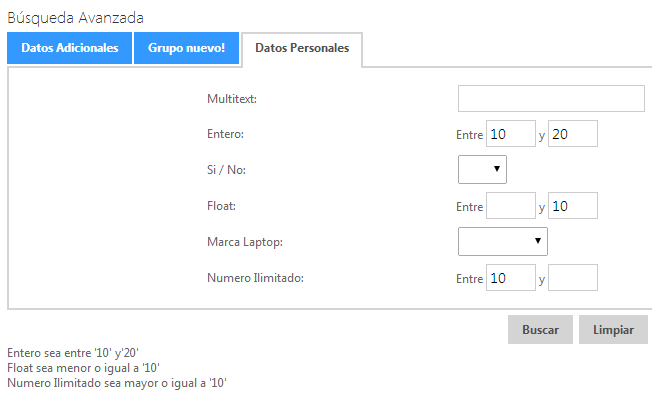 Búsqueda Avanzada
Datos Adicionales Grupo nuevo! Datos Personales
Multitext:
Entero: Entre 10 y 20
Si / No:
Float: Entre y 10
Marca Laptop:
Numero Ilimitado: Entre 10 y
Buscar Limpiar
Entero sea entre '10' y'20'
Float sea menor o igual a '10'
Numero Ilimitado sea mayor o igual a '10'